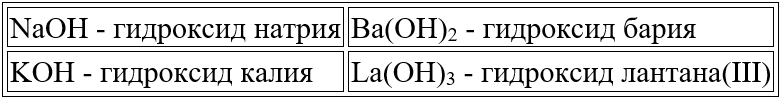 NaOH - гидроксид натрия Ba(OH)₂ - гидроксид бария
KOH - гидроксид калия La(OH)₃ - гидроксид лантана(III)